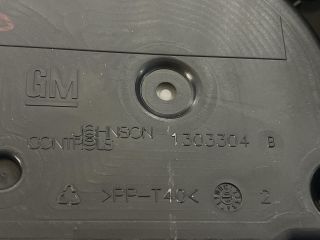 GM
JOHNSON
CONTROLS
1303304 B
>PP-T40<
2